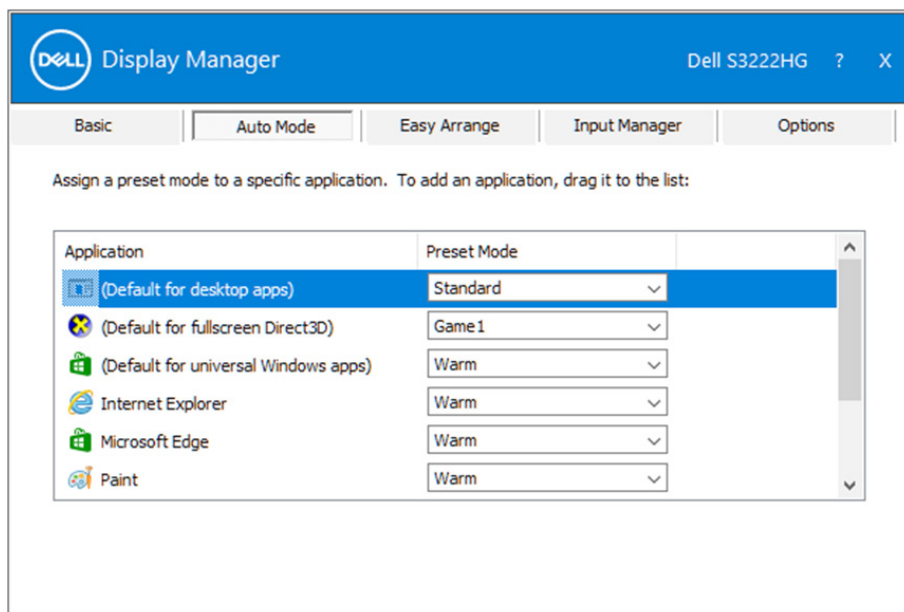 DELL Display Manager Dell S3222HG ? X
Basic Auto Mode Easy Arrange Input Manager Options
Assign a preset mode to a specific application. To add an application, drag it to the list:
Application Preset Mode
(Default for desktop apps) Standard
(Default for fullscreen Direct3D) Game1
(Default for universal Windows apps) Warm
Internet Explorer Warm
Microsoft Edge Warm
Paint Warm